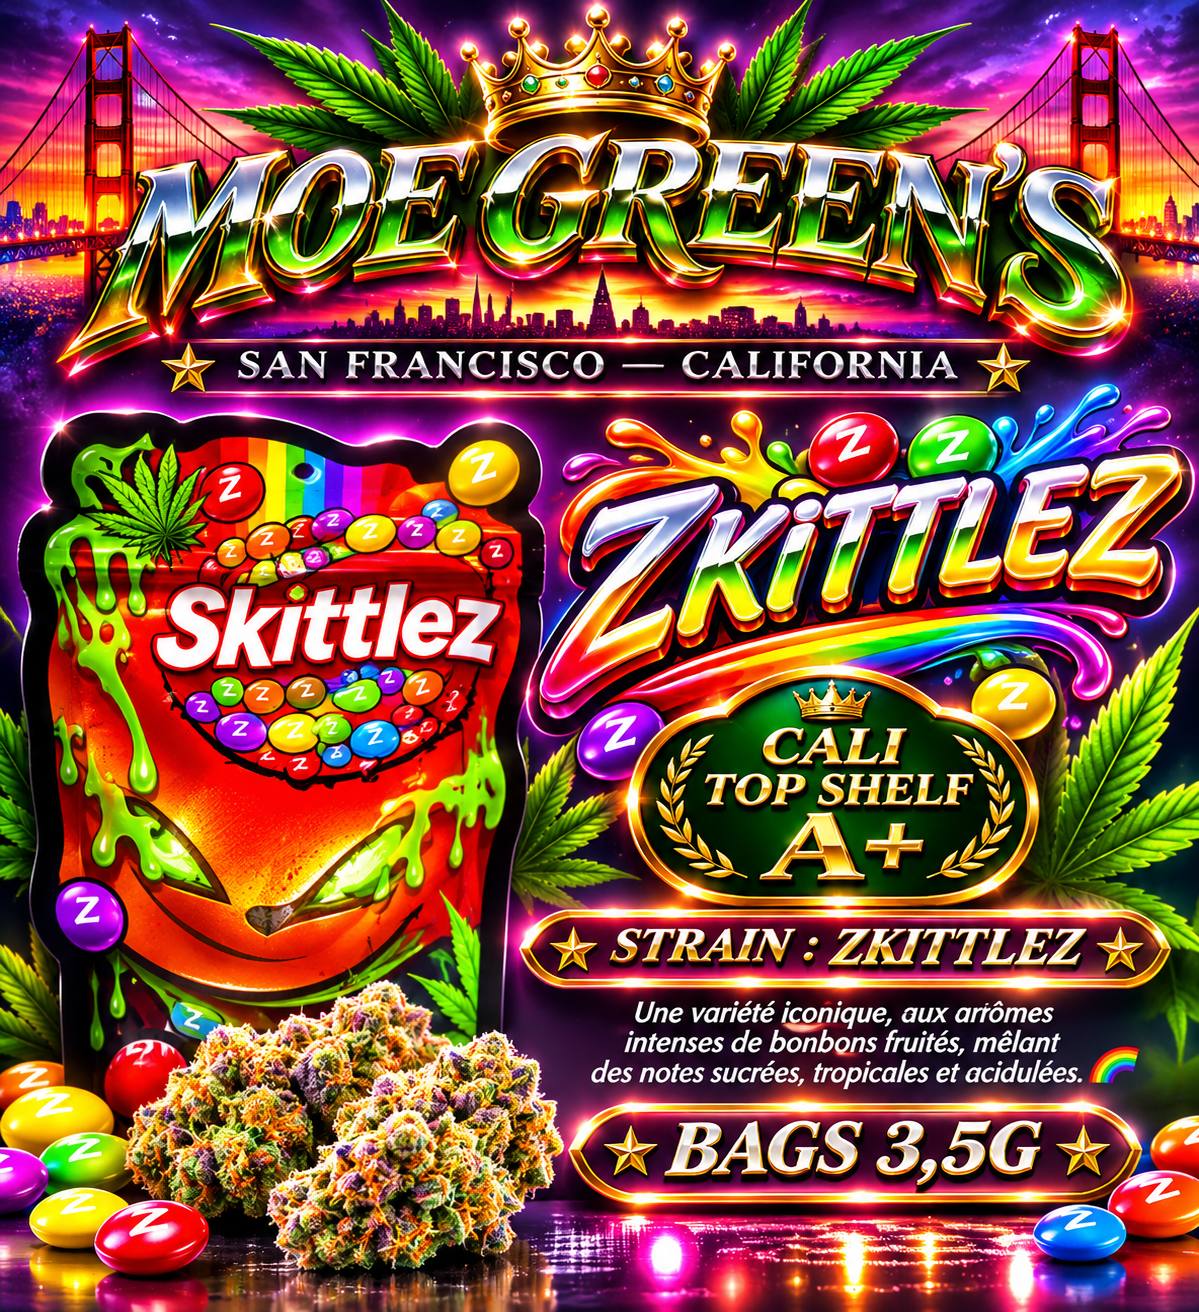 MOE GREEN'S
SAN FRANCISCO — CALIFORNIA
Skittlez
ZKiTTLEZ
CALI
TOP SHELF
A+
STRAIN : ZKITTLEZ
Une variété iconique, aux arrômes
intenses de bonbons fruités, mêlant
des notes sucrées, tropicales et acidulées.
BAGS 3,5G